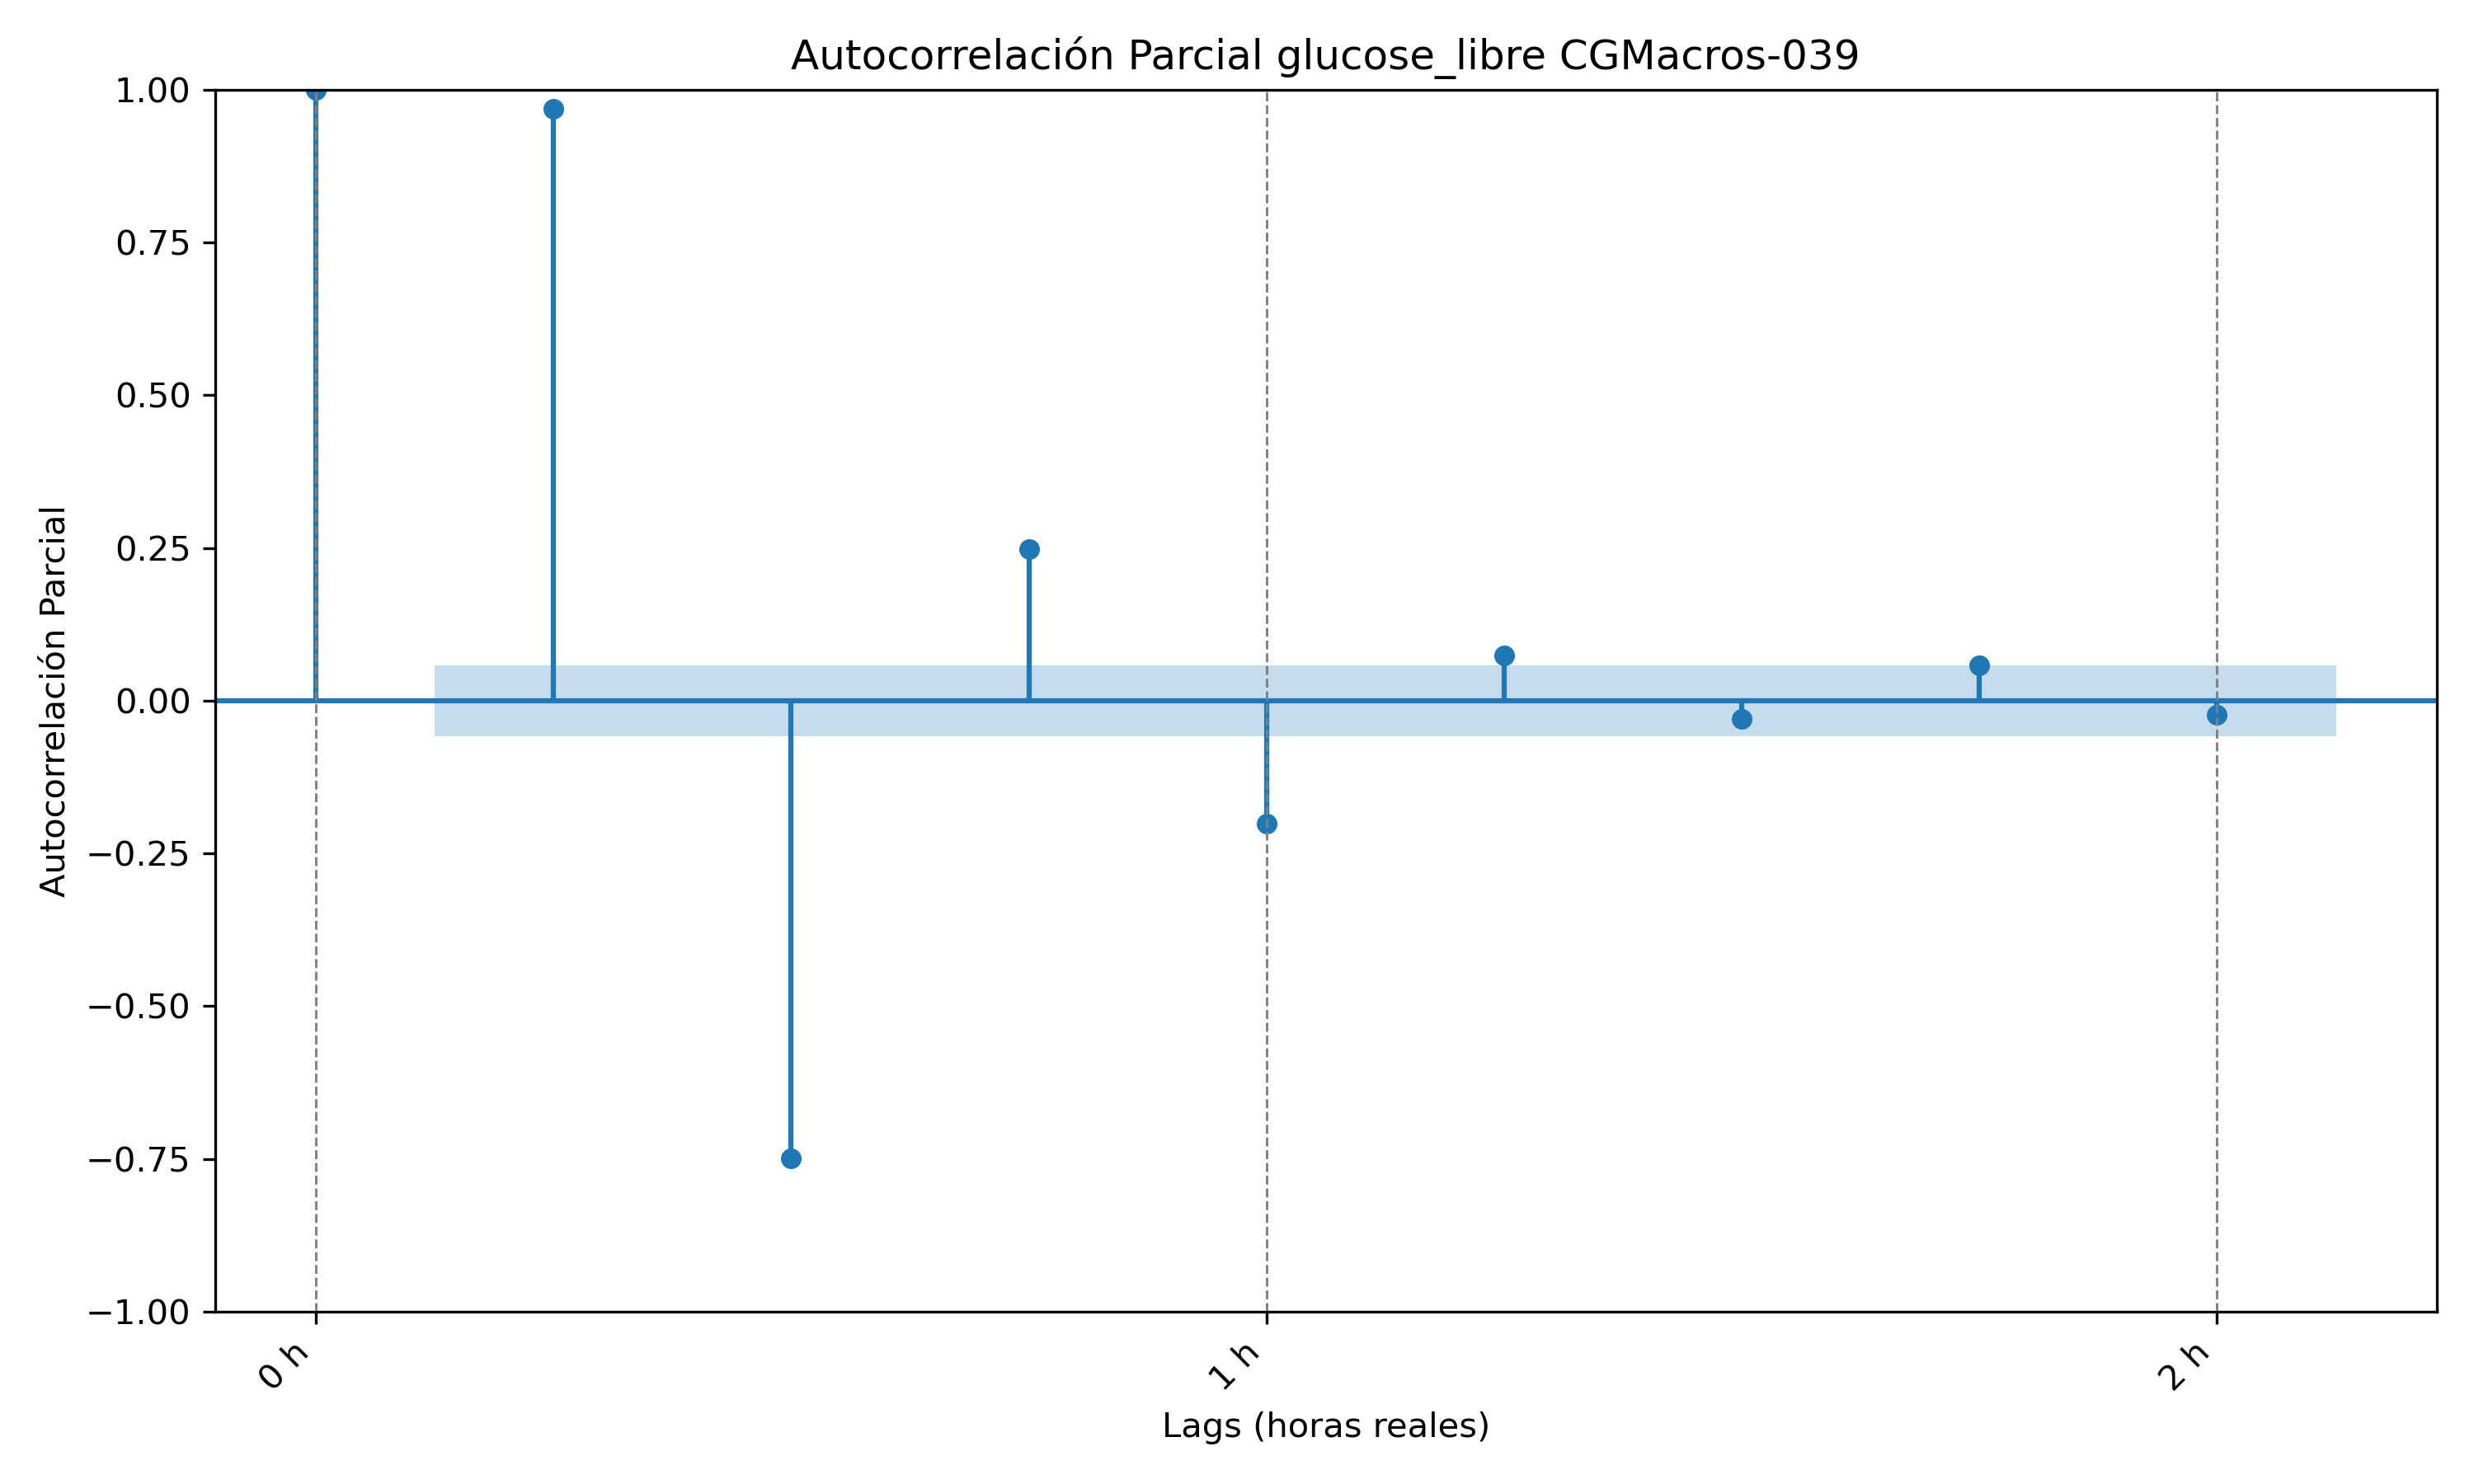 Autocorrelación Parcial glucose_libre CGMacros-039
1.00
0.75
0.50
0.25
0.00
−0.25
−0.50
−0.75
−1.00
Autocorrelación Parcial
0 h
1 h
2 h
Lags (horas reales)